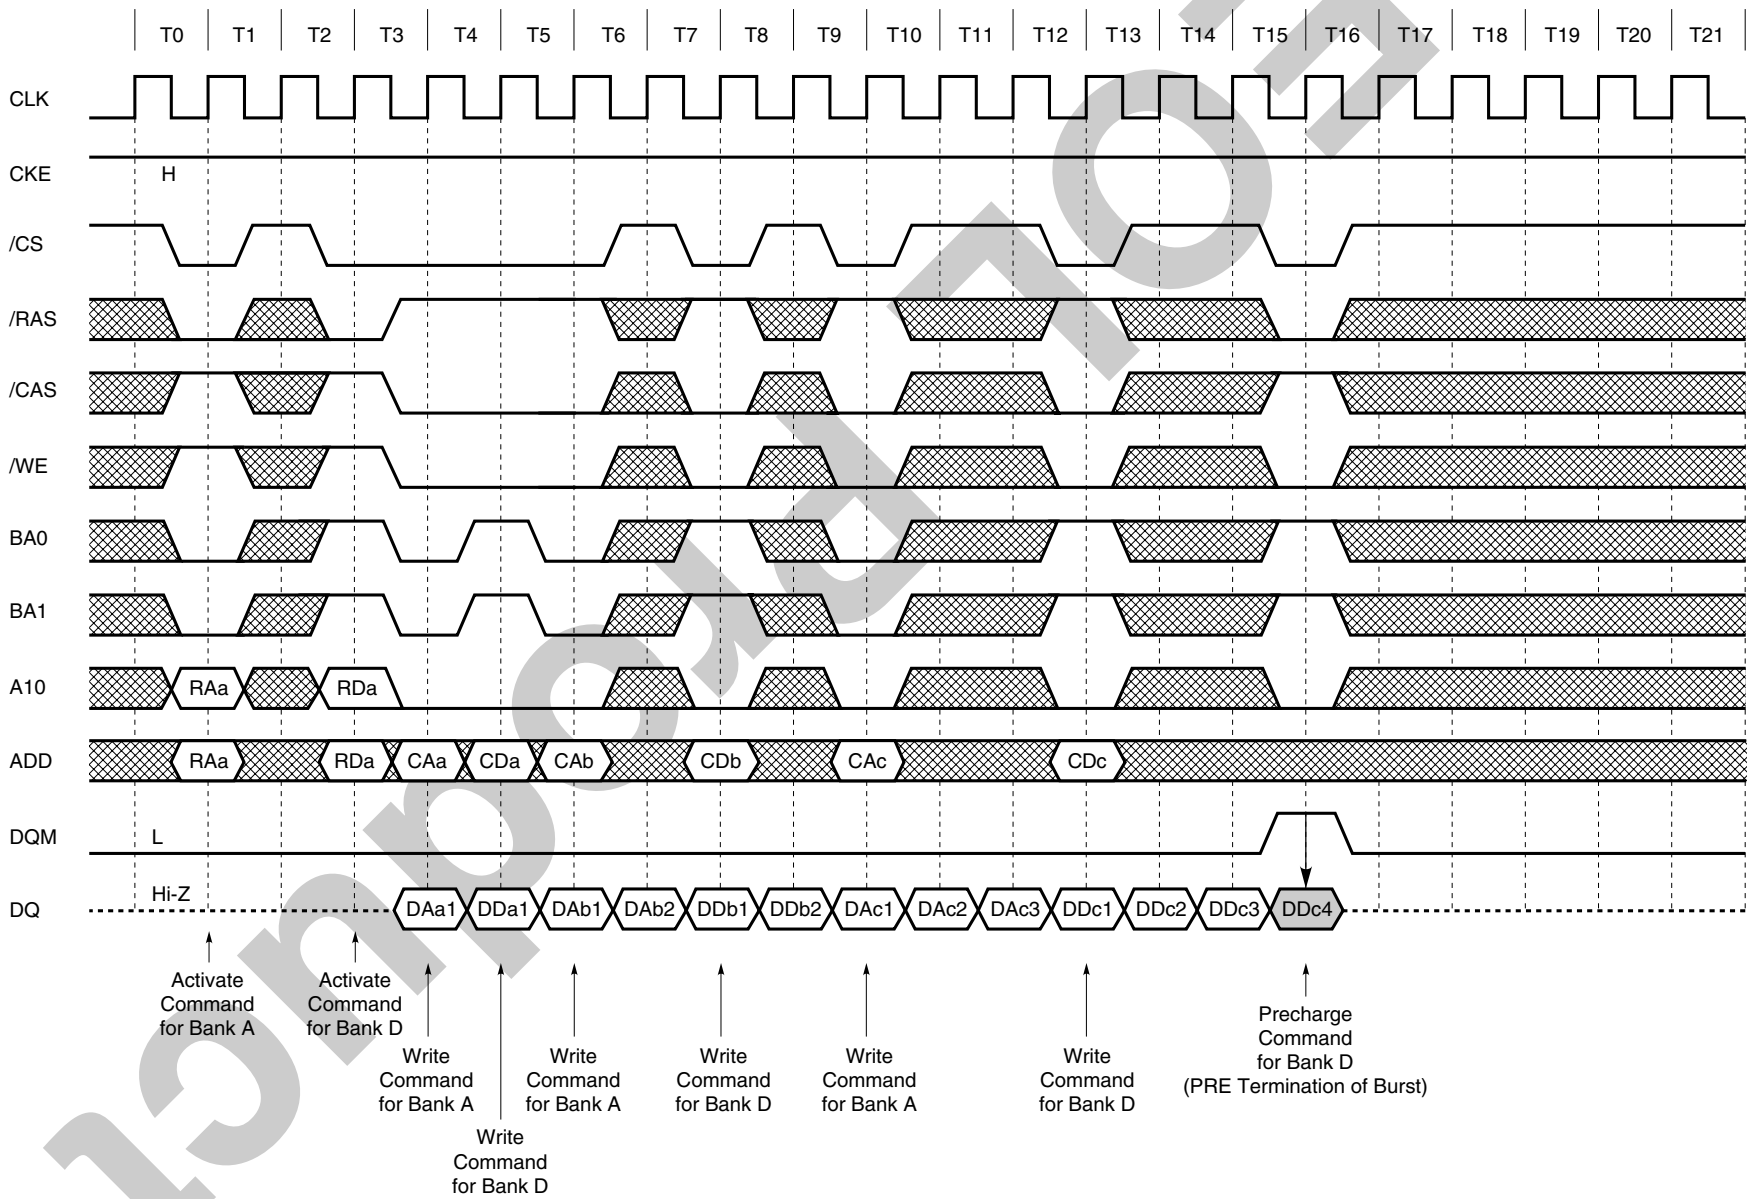 T0 T1 T2 T3 T4 T5 T6 T7 T8 T9 T10 T11 T12 T13 T14 T15 T16 T17 T18 T19 T20 T21
CLK
CKE H
/CS
/RAS
/CAS
/WE
BA0
BA1
A10 RAa RDa
ADD RAa RDa CAa CDa CAb CDb CAc CDc
DQM L
DQ Hi-Z DAa1 DDa1 DAb1 DAb2 DDb1 DDb2 DAc1 DAc2 DAc3 DDc1 DDc2 DDc3 DDc4
Activate
Command
for Bank A
Activate
Command
for Bank D
Write
Command
for Bank A
Write
Command
for Bank D
Write
Command
for Bank A
Write
Command
for Bank D
Write
Command
for Bank A
Write
Command
for Bank D
Precharge
Command
for Bank D
(PRE Termination of Burst)
EOL Product